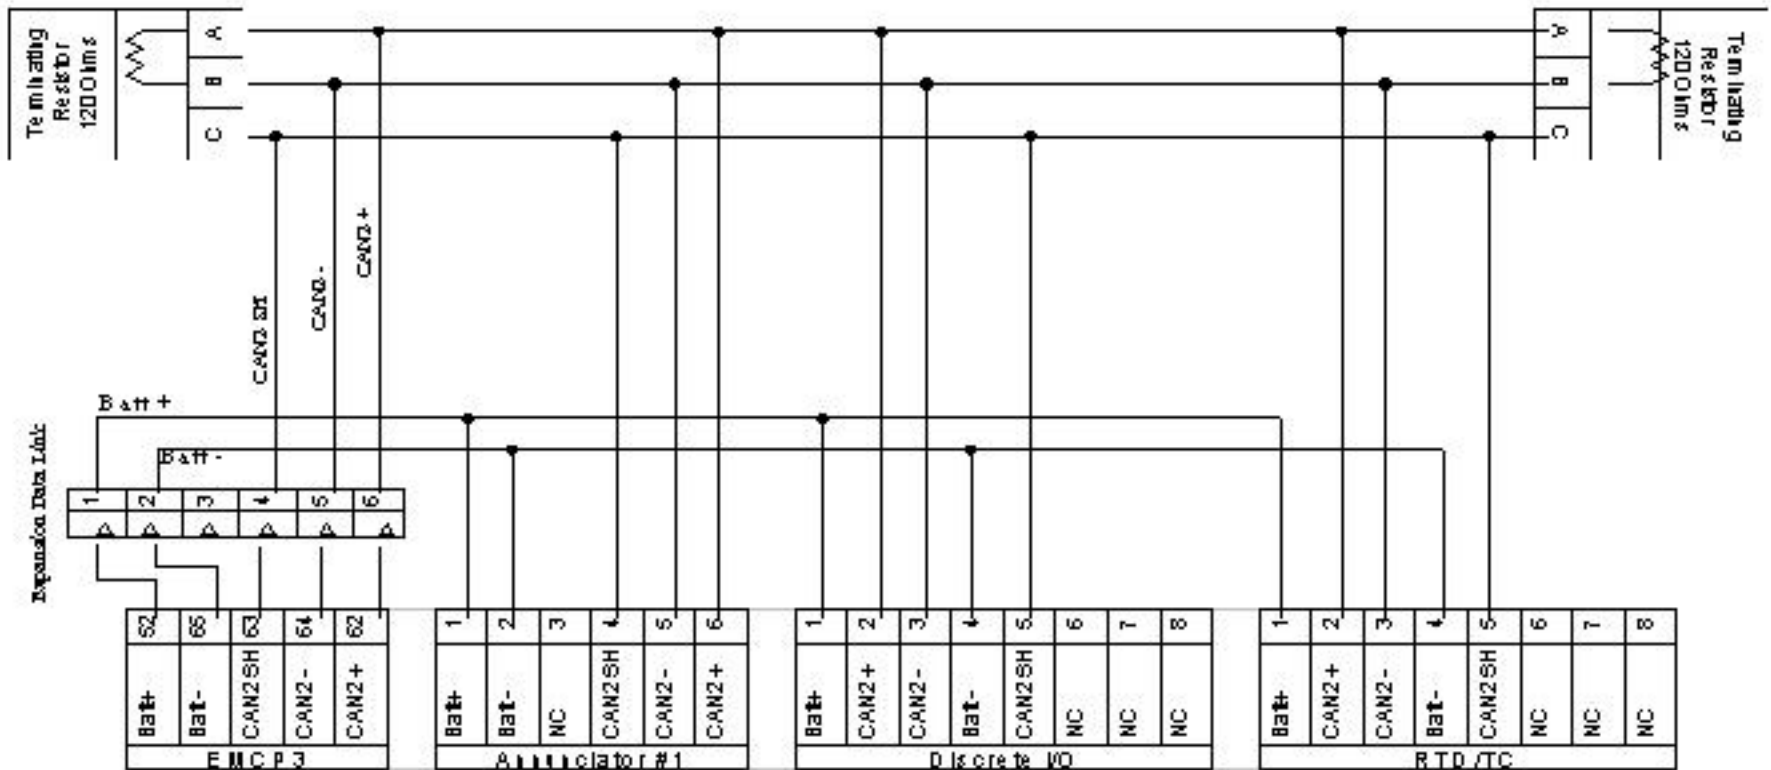 Terminating
Resistor
120 Ohms
A
B
C
A
B
C
Terminating
Resistor
120 Ohms
CAN2 SH
CAN2-
CAN2+
Batt+
Batt-
Expansion Data Link
1 2 3 4 5 6
52 65 63 64 62
Bat+ Bat- CAN2SH CAN2- CAN2+
EMCP3
1 2 3 4 5 6
Bat+ Bat- NC CAN2SH CAN2- CAN2+
Annunciator #1
1 2 3 4 5 6 7 8
Bat+ CAN2+ CAN2- Bat- CAN2SH NC NC NC
Discrete I/O
1 2 3 4 5 6 7 8
Bat+ CAN2+ CAN2- Bat- CAN2SH NC NC NC
RTD/TC